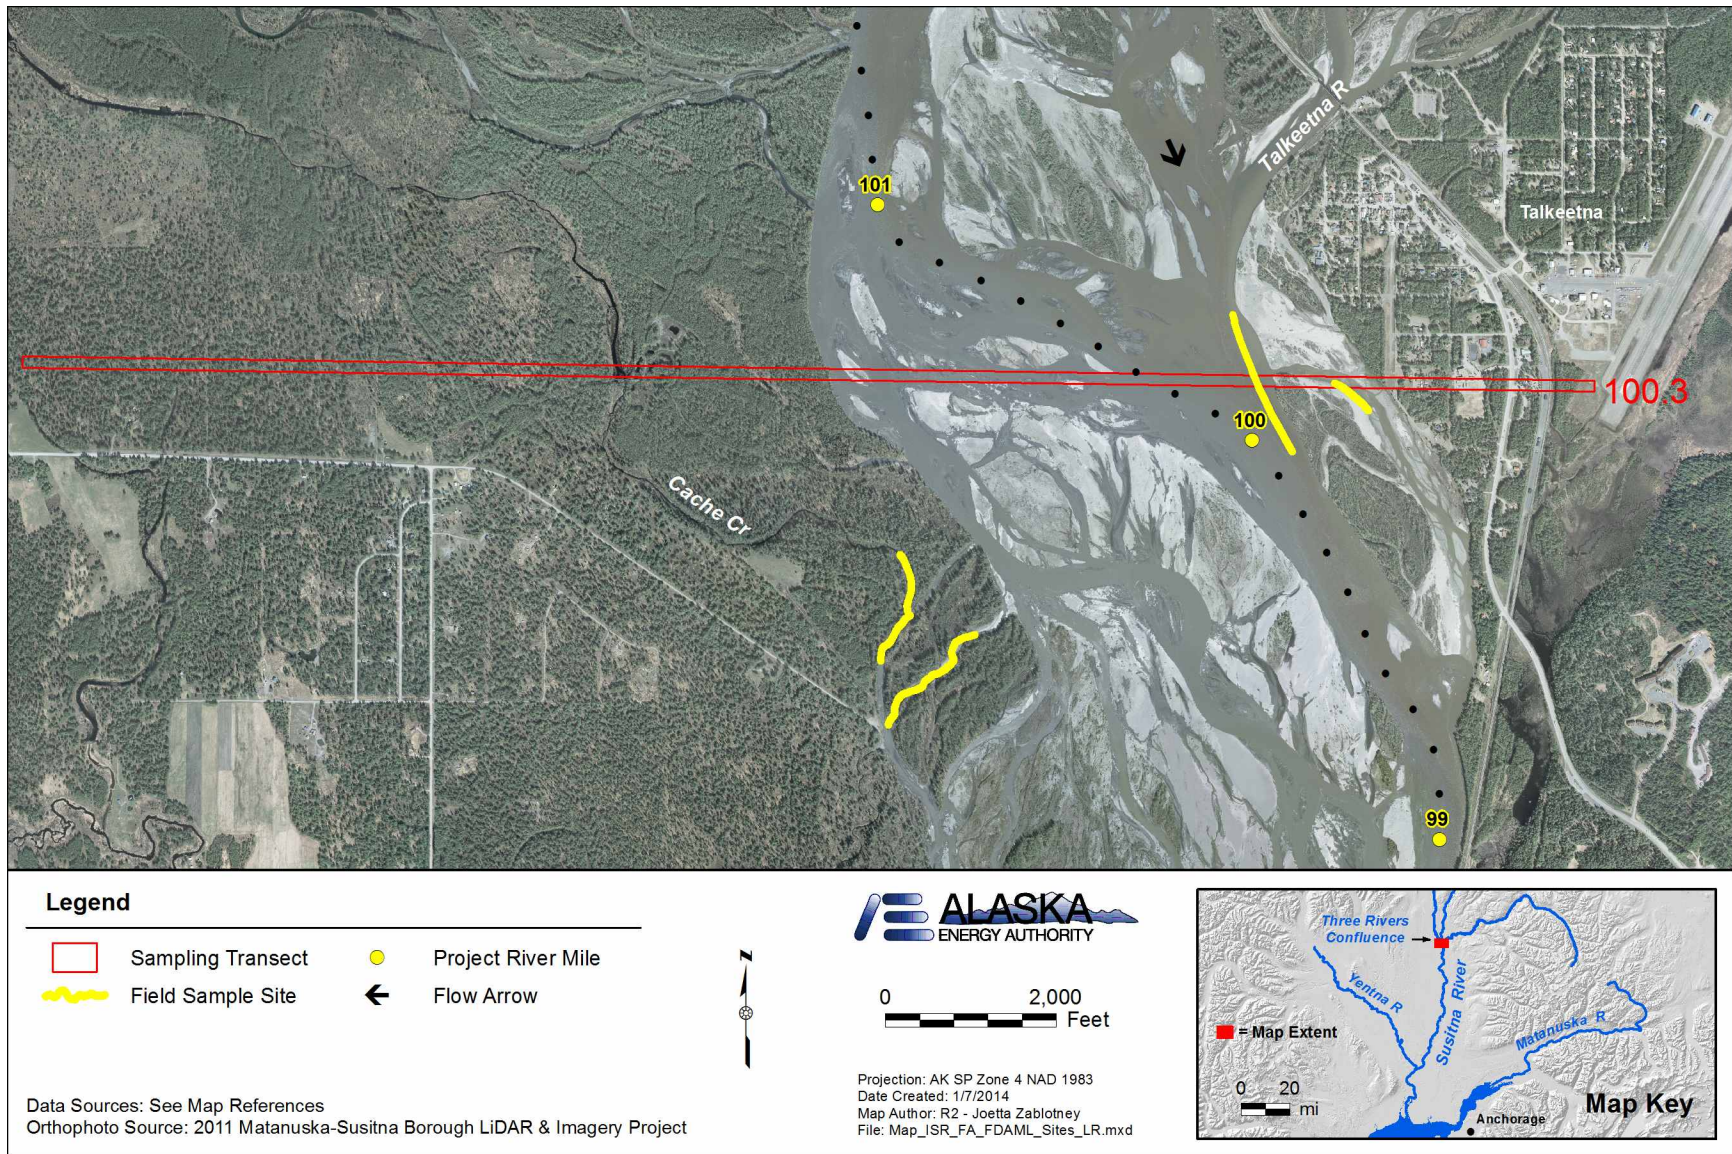 Talkeetna R
101
Talkeetna
100.3
100
Cache Cr
99
Legend
Sampling Transect
Project River Mile
Field Sample Site
Flow Arrow
Data Sources: See Map References
Orthophoto Source: 2011 Matanuska-Susitna Borough LiDAR & Imagery Project
N
ALASKA
ENERGY AUTHORITY
0 2,000
Feet
Projection: AK SP Zone 4 NAD 1983
Date Created: 1/7/2014
Map Author: R2 - Joetta Zablotney
File: Map_ISR_FA_FDAML_Sites_LR.mxd
Three Rivers
Confluence
Yentna R
Susitna River
Matanuska R
= Map Extent
0 20
mi
Anchorage
Map Key